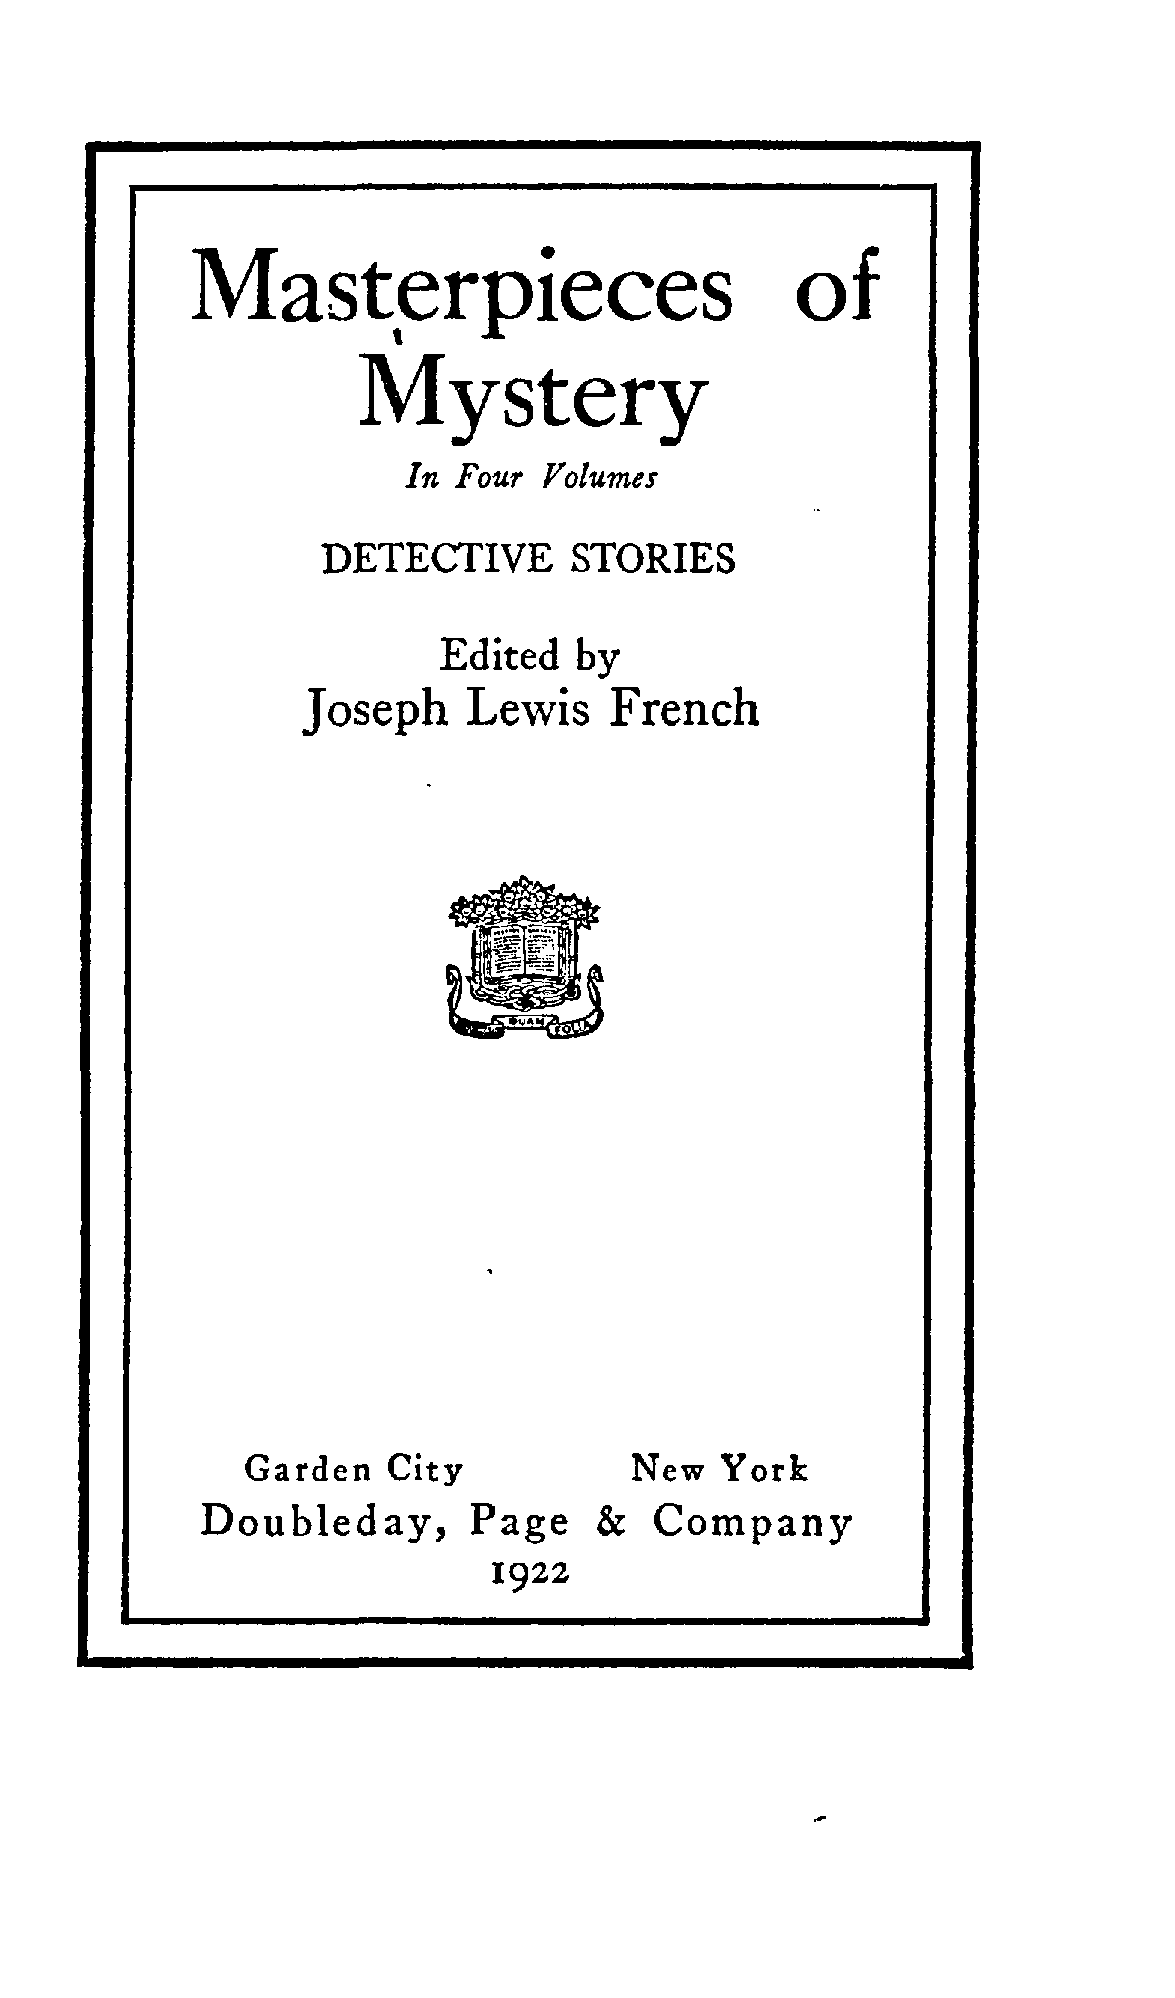 Masterpieces of
Mystery
In Four Volumes
DETECTIVE STORIES
Edited by
Joseph Lewis French
QUAM FOLIA
Garden City New York
Doubleday, Page & Company
1922